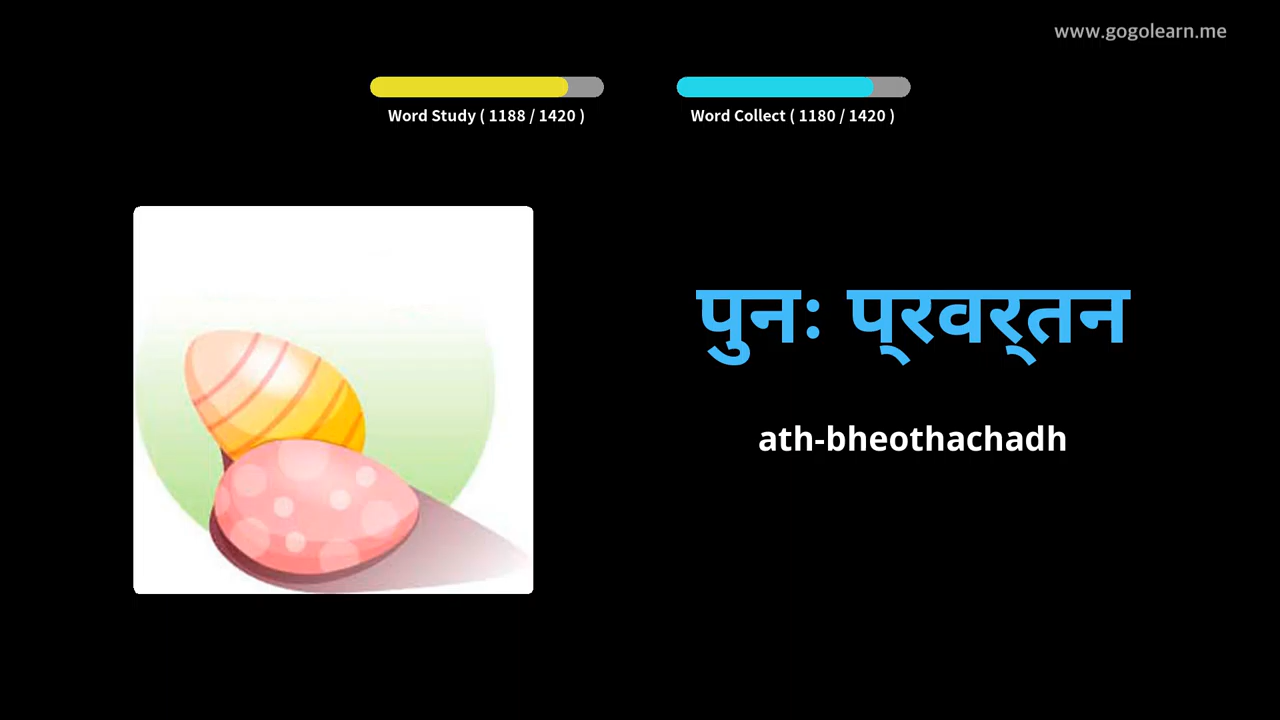 www.gogolearn.me
Word Study ( 1188 / 1420 )
Word Collect ( 1180 / 1420 )
पुनः प्‌रवर्‌तन
ath-bheothachadh